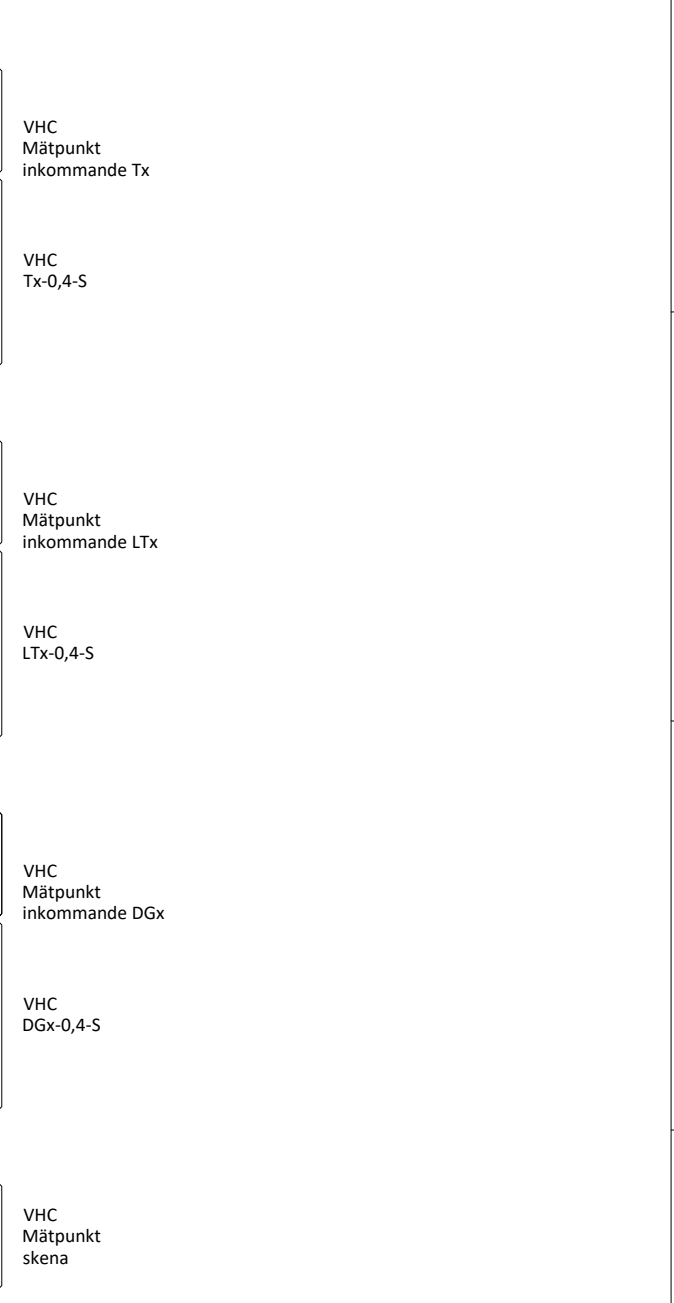 VHC
Mätpunkt
inkommande Tx
VHC
Tx-0,4-S
VHC
Mätpunkt
inkommande LTx
VHC
LTx-0,4-S
VHC
Mätpunkt
inkommande DGx
VHC
DGx-0,4-S
VHC
Mätpunkt
skena